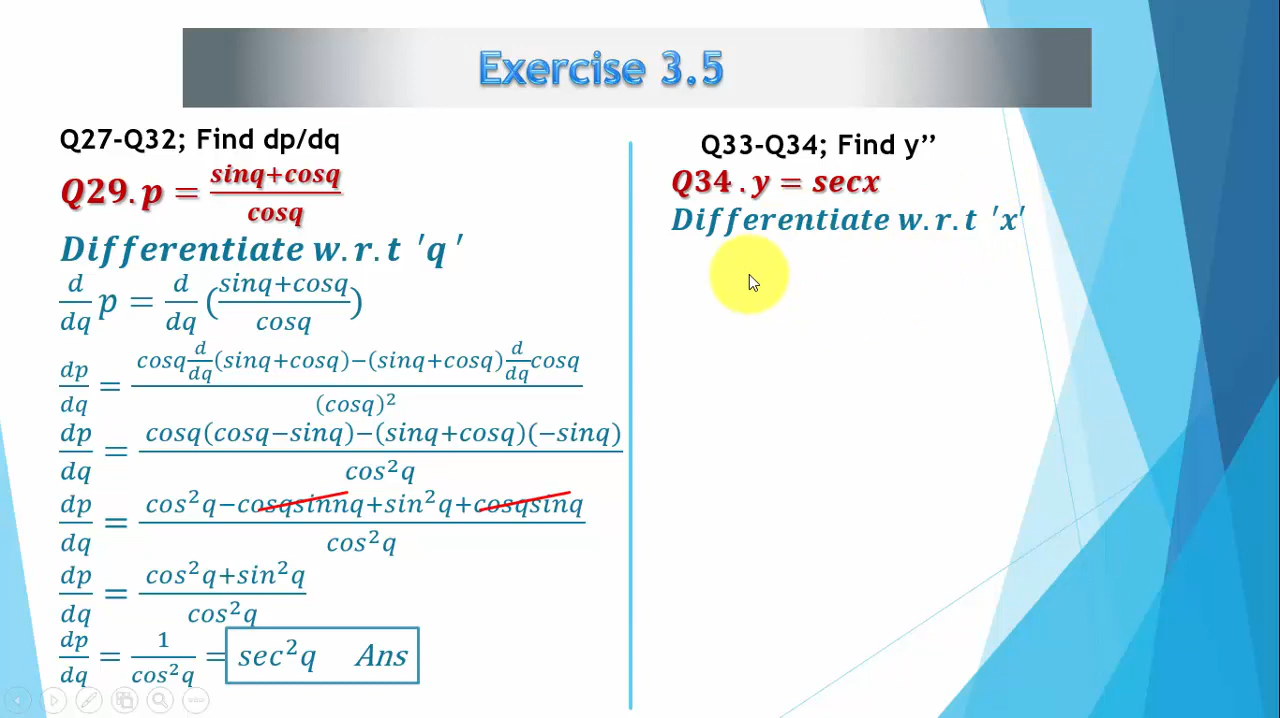 Exercise 3.5
Q27-Q32; Find dp/dq
Q29. p = (sinq+cosq)/cosq
Differentiate w.r.t 'q'
d/dq p = d/dq ((sinq+cosq)/cosq)
dp/dq = (cosq d/dq (sinq+cosq)−(sinq+cosq) d/dq cosq)/(cosq)²
dp/dq = (cosq(cosq−sinq)−(sinq+cosq)(−sinq))/cos²q
dp/dq = (cos²q−cosqsinnq+sin²q+cosqsinq)/cos²q
dp/dq = (cos²q+sin²q)/cos²q
dp/dq = 1/cos²q = sec²q Ans
Q33-Q34; Find y’’
Q34 . y = secx
Differentiate w.r.t 'x'